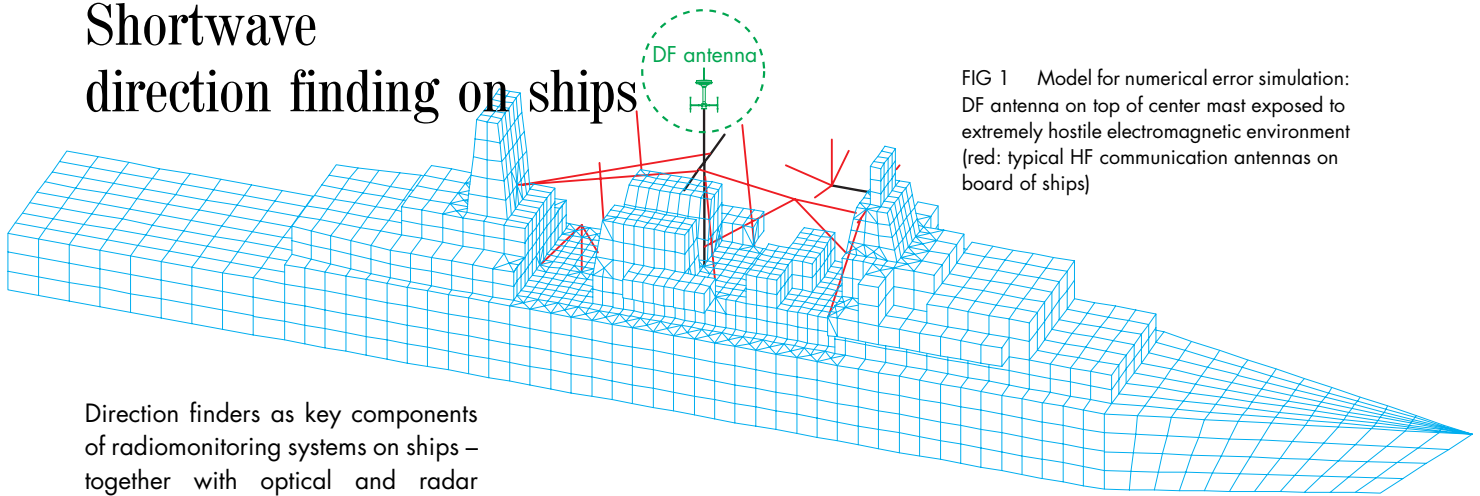 Shortwave
direction finding on ships
DF antenna
FIG 1 Model for numerical error simulation:
DF antenna on top of center mast exposed to
extremely hostile electromagnetic environment
(red: typical HF communication antennas on
board of ships)
Direction finders as key components
of radiomonitoring systems on ships –
together with optical and radar